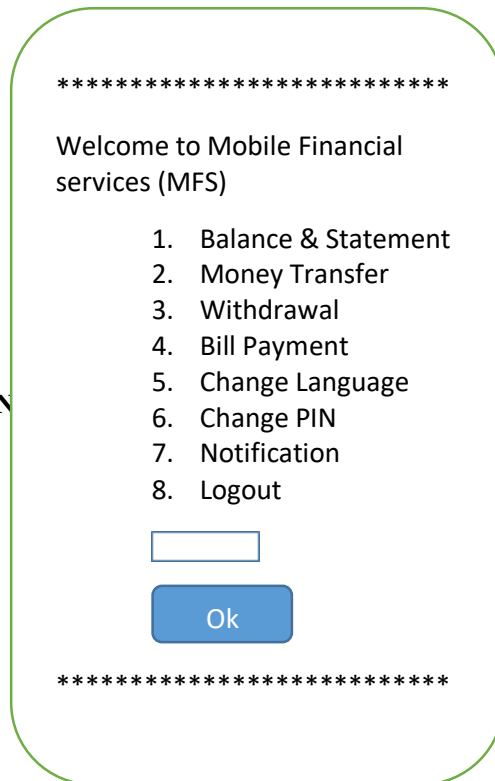 ***************************
Welcome to Mobile Financial
services (MFS)
1. Balance & Statement
2. Money Transfer
3. Withdrawal
4. Bill Payment
5. Change Language
N
6. Change PIN
7. Notification
8. Logout
Ok
***************************